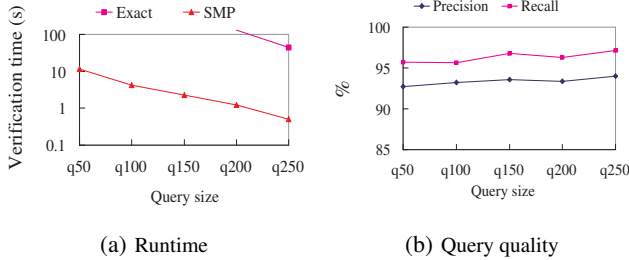 Exact SMP
Verification time (s)
100
10
1
0.1
q50 q100 q150 q200 q250
Query size
(a) Runtime
Precision Recall
%
100
95
90
85
q50 q100 q150 q200 q250
Query size
(b) Query quality